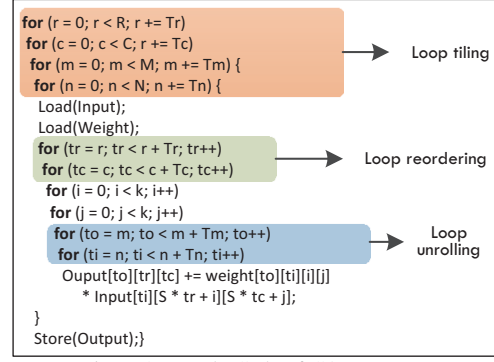 for (r = 0; r < R; r += Tr)
for (c = 0; c < C; r += Tc)
for (m = 0; m < M; m += Tm) {
for (n = 0; n < N; n += Tn) {
Loop tiling
Load(Input);
Load(Weight);
for (tr = r; tr < r + Tr; tr++)
for (tc = c; tc < c + Tc; tc++)
Loop reordering
for (i = 0; i < k; i++)
for (j = 0; j < k; j++)
for (to = m; to < m + Tm; to++)
for (ti = n; ti < n + Tn; ti++)
Loop
unrolling
Ouput[to][tr][tc] += weight[to][ti][i][j]
* Input[ti][S * tr + i][S * tc + j];
}
Store(Output);}